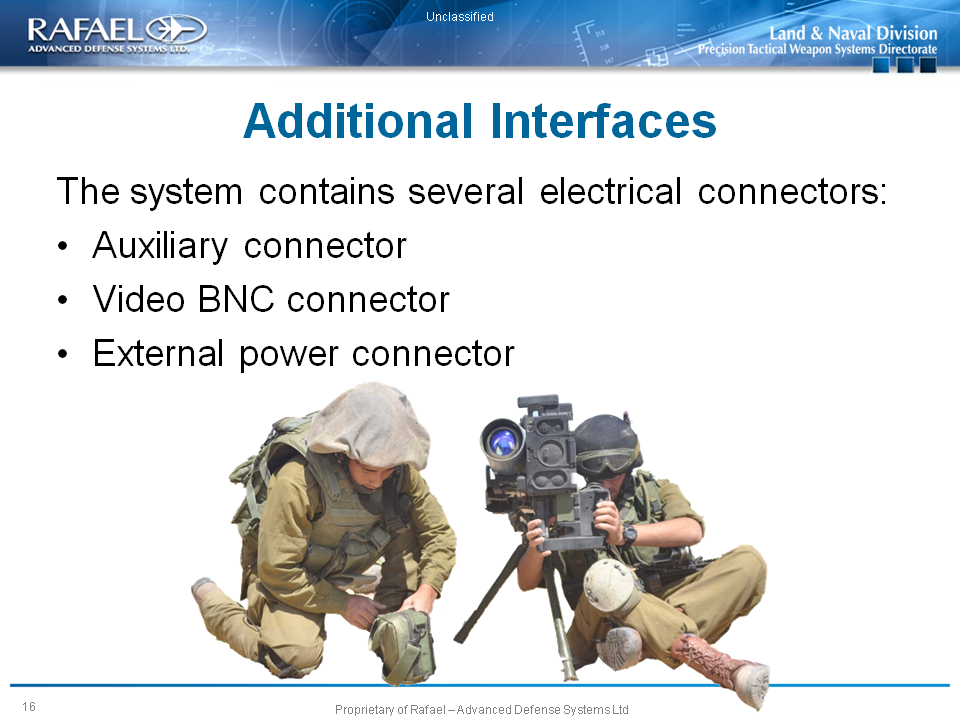 Unclassified
RAFAEL
ADVANCED DEFENSE SYSTEMS LTD.
Land & Naval Division
Precision Tactical Weapon Systems Directorate
Additional Interfaces
The system contains several electrical connectors:
• Auxiliary connector
• Video BNC connector
• External power connector
16
Proprietary of Rafael – Advanced Defense Systems Ltd